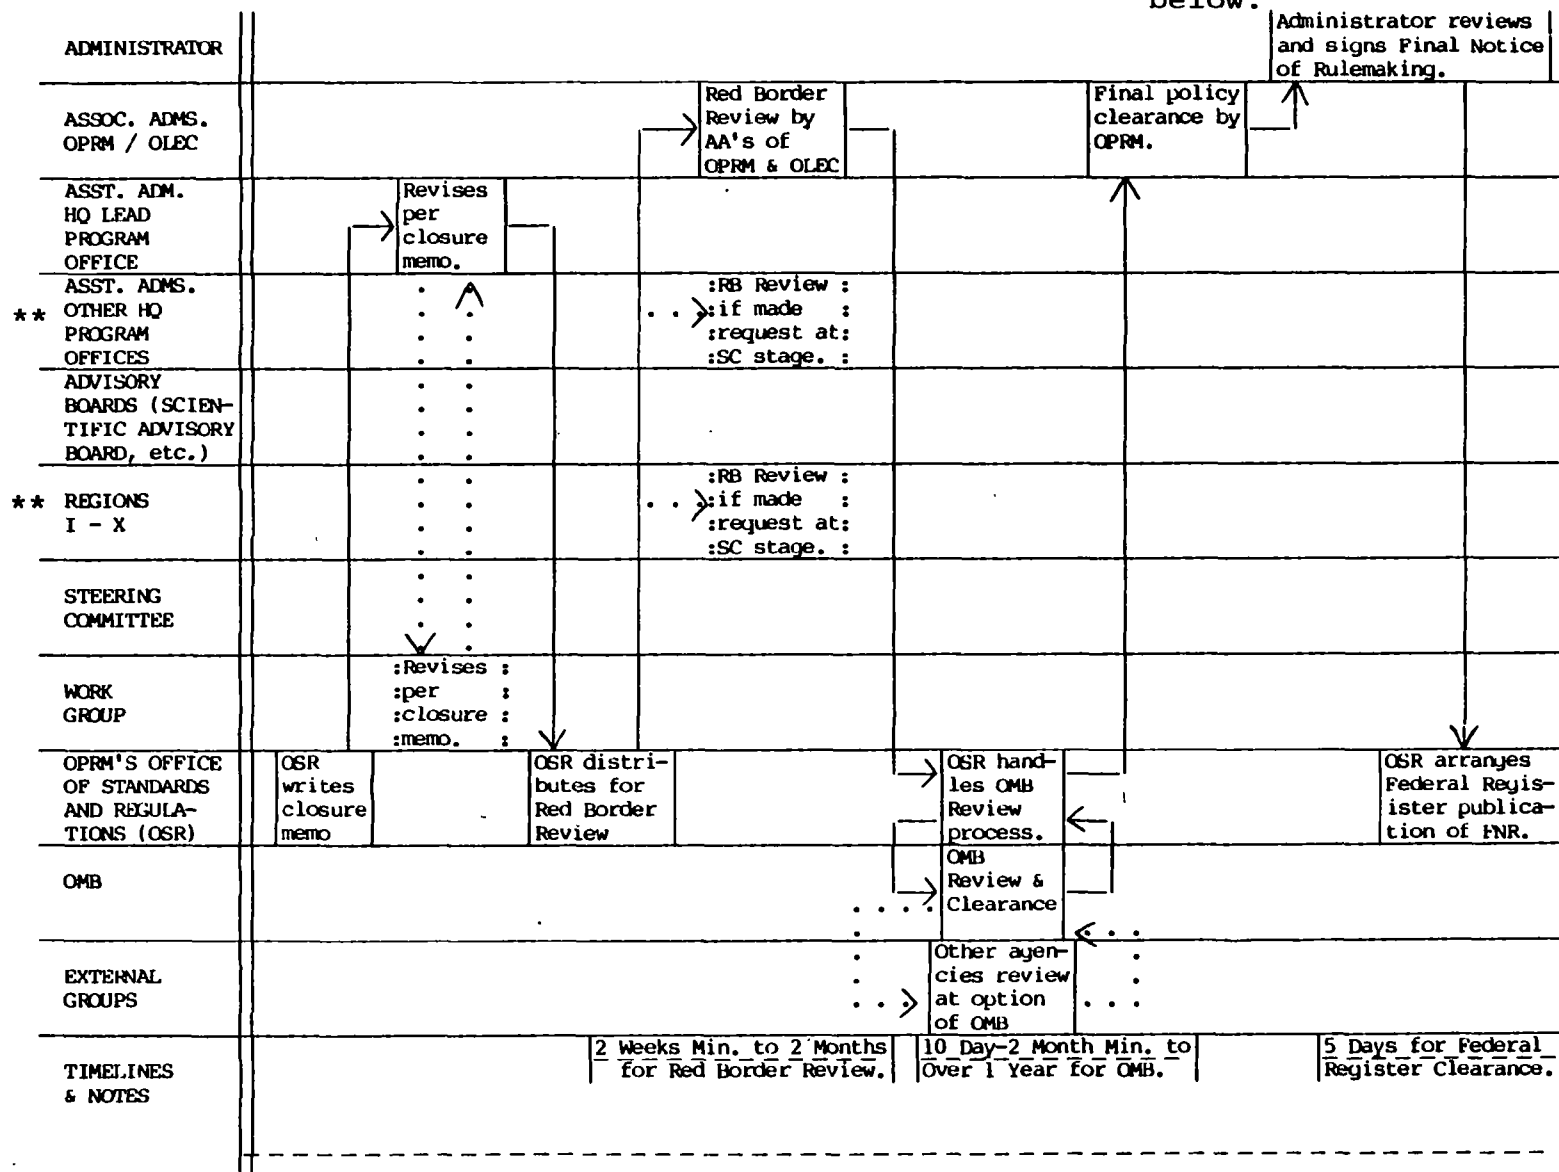 below.
ADMINISTRATOR
Administrator reviews
and signs Final Notice
of Rulemaking.
ASSOC. ADMS.
OPRM / OLEC
Red Border
Review by
AA's of
OPRM & OLEC
Final policy
clearance by
OPRM.
ASST. ADM.
HQ LEAD
PROGRAM
OFFICE
Revises
per
closure
memo.
ASST. ADMS.
** OTHER HQ
PROGRAM
OFFICES
:RB Review :
:if made :
:request at:
:SC stage. :
ADVISORY
BOARDS (SCIEN-
TIFIC ADVISORY
BOARD, etc.)
** REGIONS
I - X
:RB Review :
:if made :
:request at:
:SC stage. :
STEERING
COMMITTEE
WORK
GROUP
:Revises :
:per :
:closure :
:memo. :
OPRM'S OFFICE
OF STANDARDS
AND REGULA-
TIONS (OSR)
OSR
writes
closure
memo
OSR distri-
butes for
Red Border
Review
OSR hand-
les OMB
Review
process.
OSR arranges
Federal Regis-
ister publica-
tion of FNR.
OMB
OMB
Review &
Clearance
EXTERNAL
GROUPS
Other agen-
cies review
at option
of OMB
TIMELINES
& NOTES
2 Weeks Min. to 2 Months
for Red Border Review.
10 Day-2 Month Min. to
Over 1 Year for OMB.
5 Days for Federal
Register Clearance.